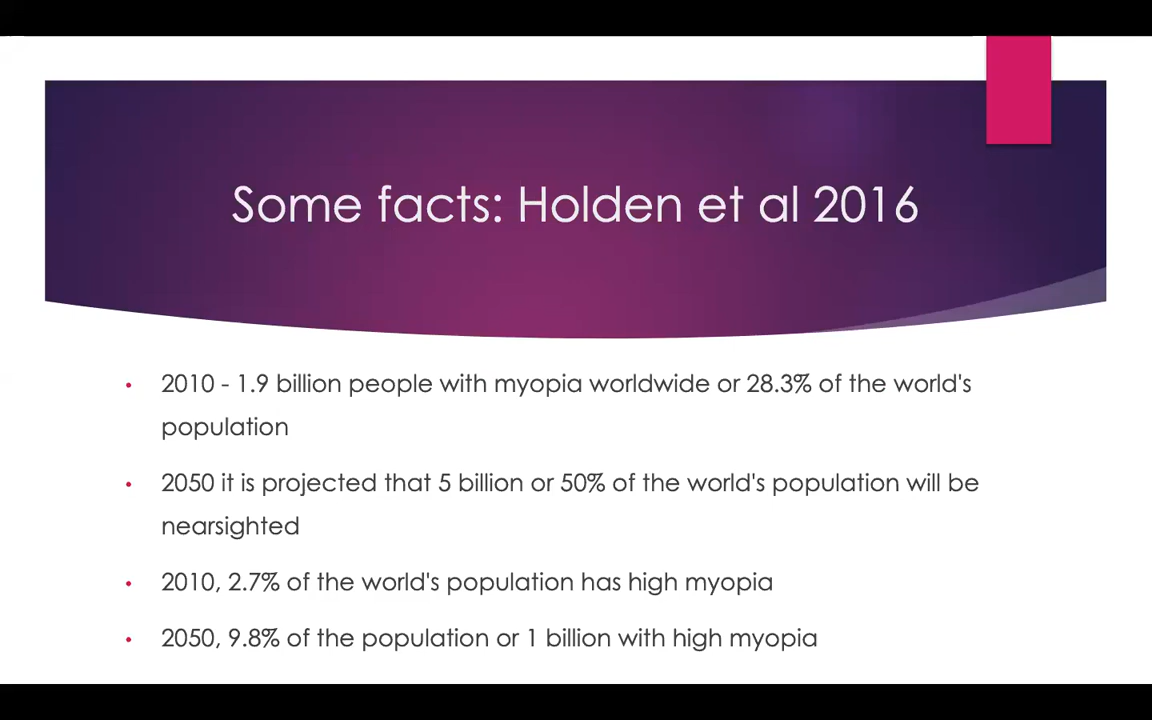 Some facts: Holden et al 2016
• 2010 - 1.9 billion people with myopia worldwide or 28.3% of the world's
population
• 2050 it is projected that 5 billion or 50% of the world's population will be
nearsighted
• 2010, 2.7% of the world's population has high myopia
• 2050, 9.8% of the population or 1 billion with high myopia